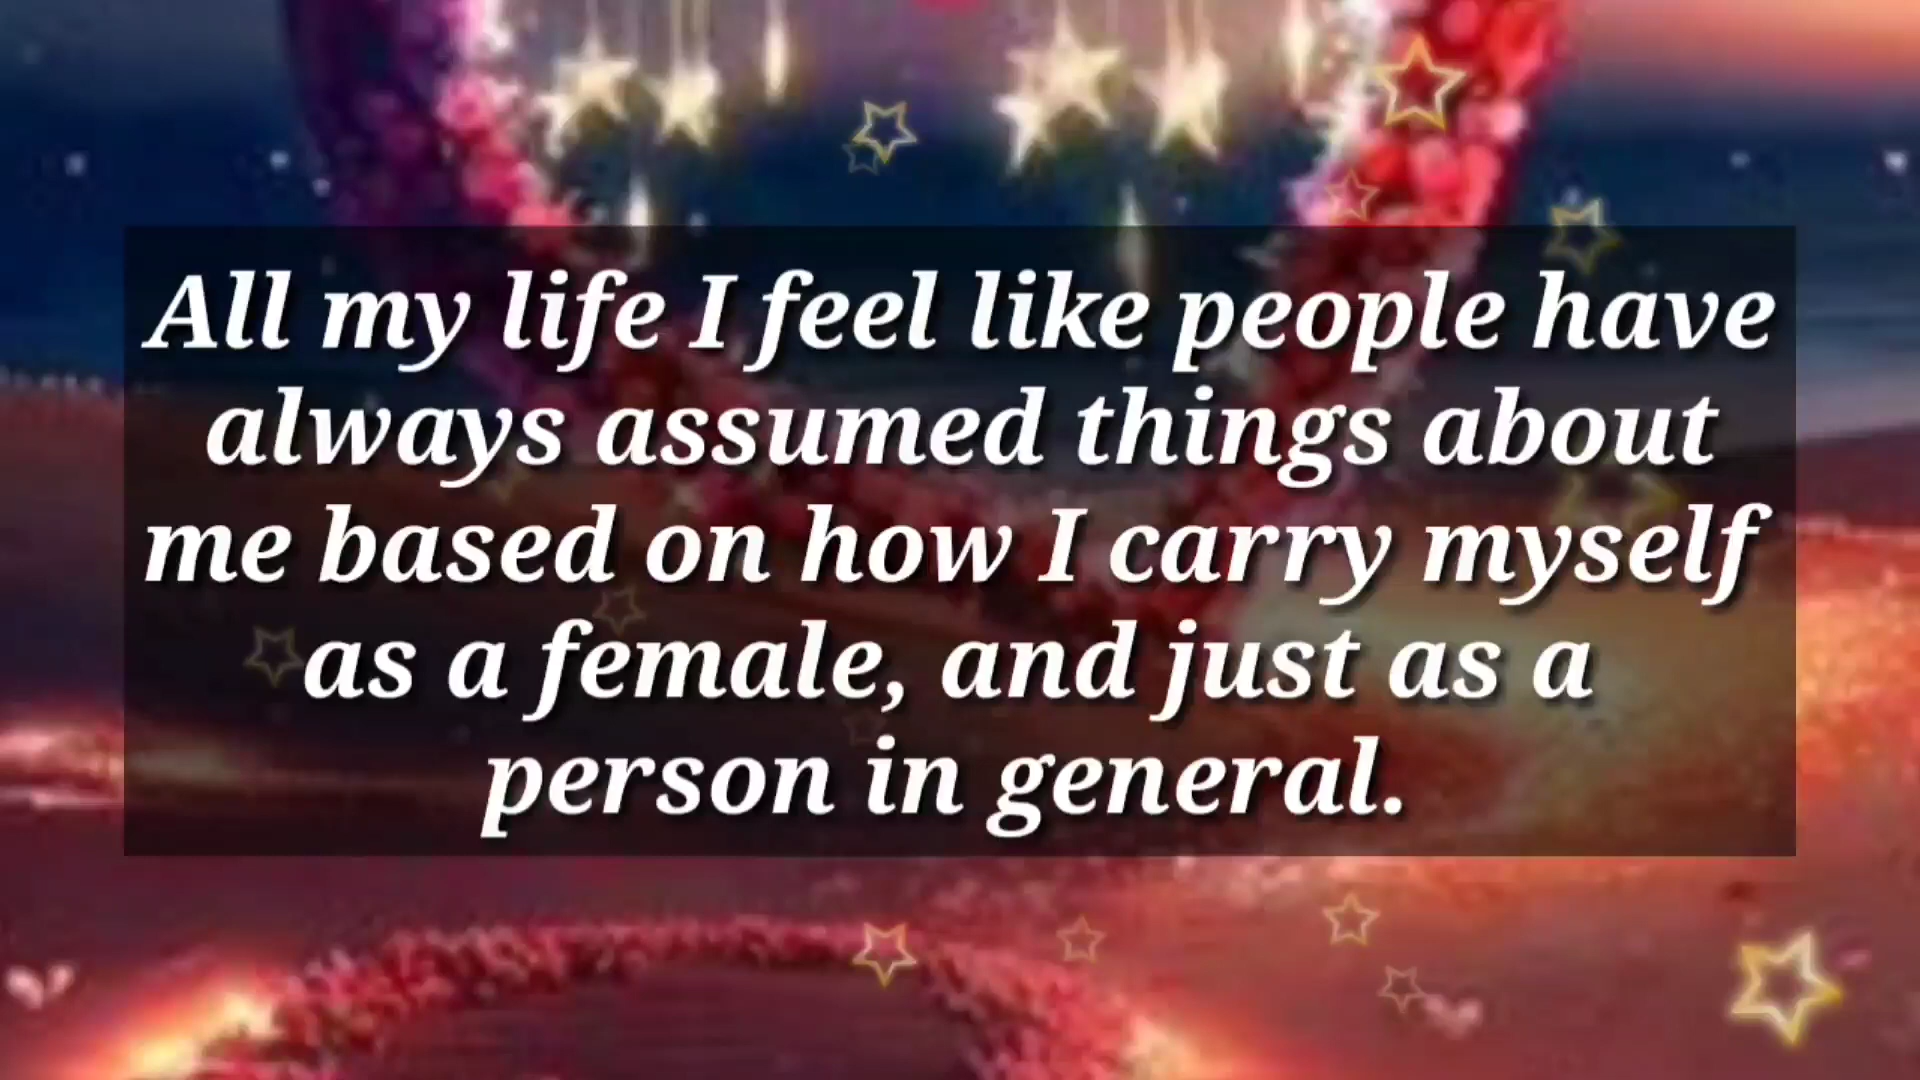 All my life I feel like people have
always assumed things about
me based on how I carry myself
as a female, and just as a
person in general.